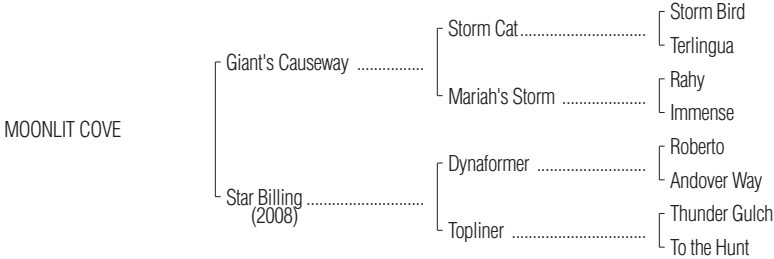 Storm Bird
Storm Cat
Terlingua
Giant's Causeway
Rahy
Mariah's Storm
Immense
MOONLIT COVE
Roberto
Dynaformer
Andover Way
Star Billing
(2008)
Thunder Gulch
Topliner
To the Hunt